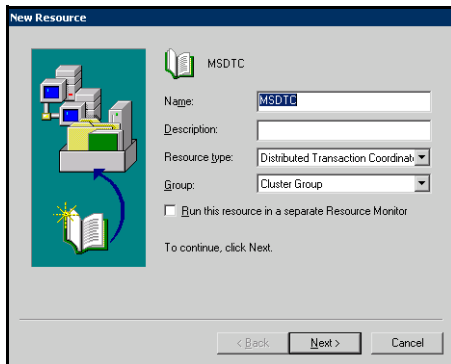 New Resource
MSDTC
Name: MSDTC
Description:
Resource type: Distributed Transaction Coordinat
Group: Cluster Group
Run this resource in a separate Resource Monitor
To continue, click Next.
< Back Next > Cancel